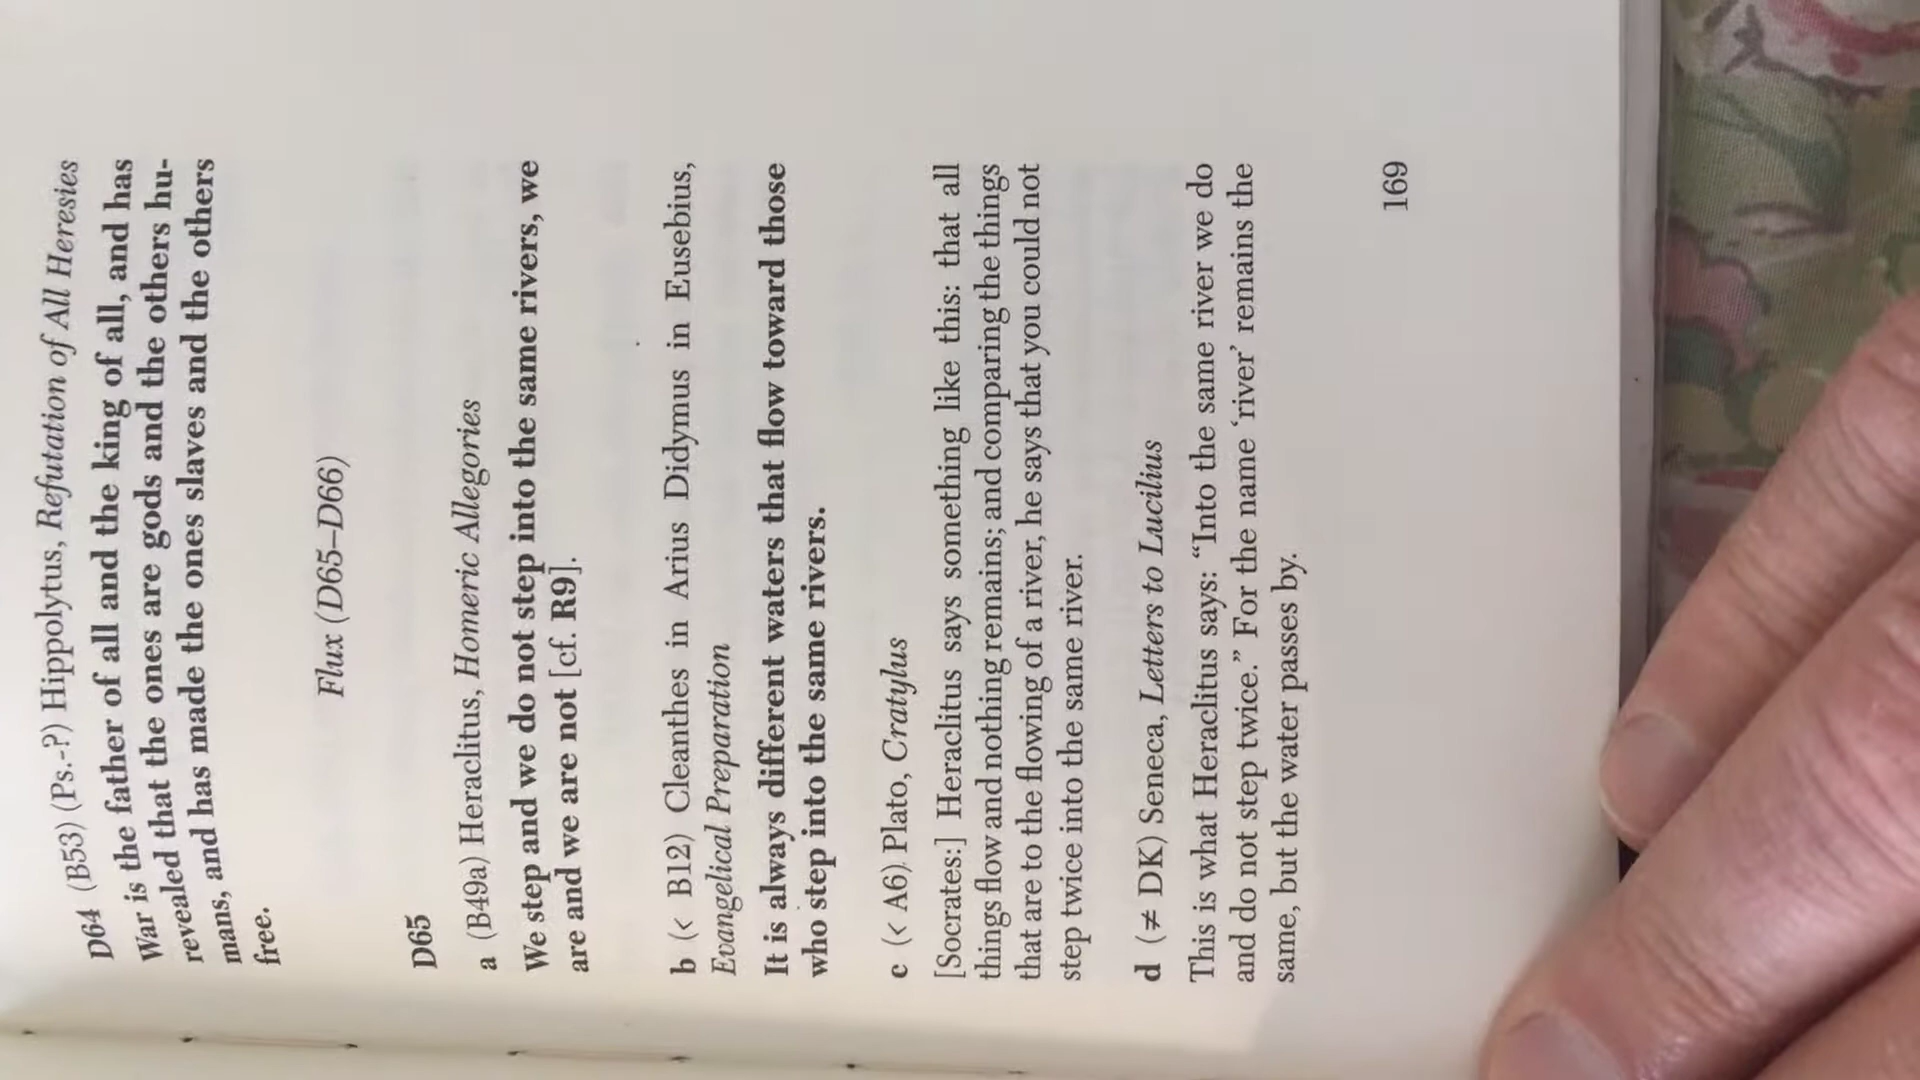 D64 (B53) (Ps.-?) Hippolytus, Refutation of All Heresies
War is the father of all and the king of all, and has
revealed that the ones are gods and the others hu-
mans, and has made the ones slaves and the others
free.
Flux (D65–D66)
D65
a (B49a) Heraclitus, Homeric Allegories
We step and we do not step into the same rivers, we
are and we are not [cf. R9].
b (< B12) Cleanthes in Arius Didymus in Eusebius,
Evangelical Preparation
It is always different waters that flow toward those
who step into the same rivers.
c (< A6) Plato, Cratylus
[Socrates:] Heraclitus says something like this: that all
things flow and nothing remains; and comparing the things
that are to the flowing of a river, he says that you could not
step twice into the same river.
d (≠ DK) Seneca, Letters to Lucilius
This is what Heraclitus says: “Into the same river we do
and do not step twice.” For the name ‘river’ remains the
same, but the water passes by.
169